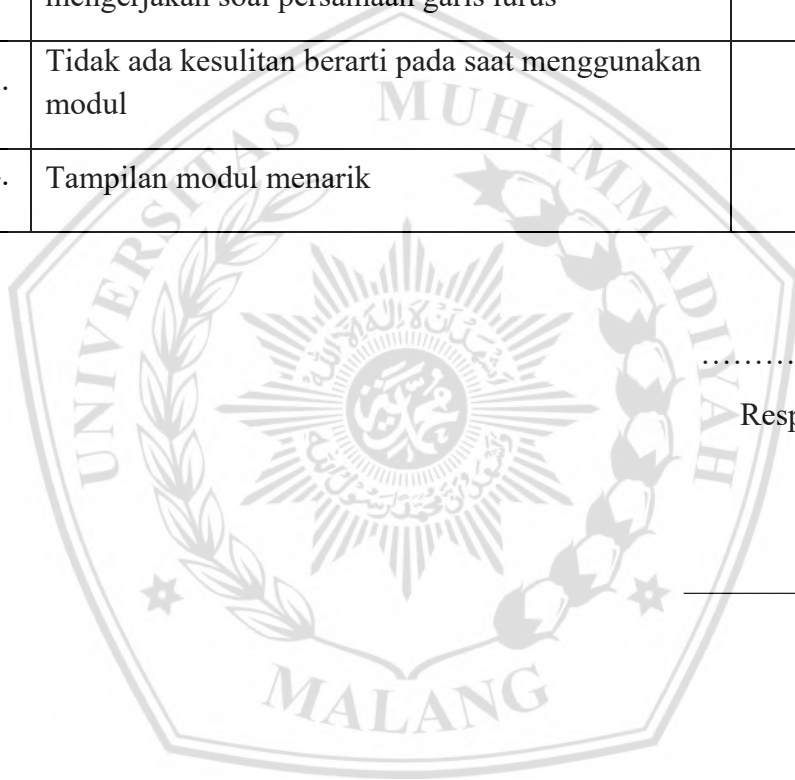 mengerjakan soal persamaan garis lurus
. Tidak ada kesulitan berarti pada saat menggunakan
modul
. Tampilan modul menarik
UNIVERSITAS MUHAMMADIYAH
MALANG
………
Resp